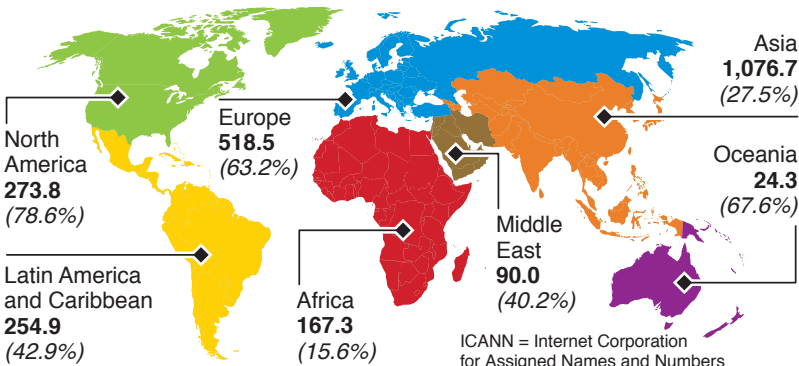 Asia
1,076.7
(27.5%)
Europe
518.5
(63.2%)
North
America
273.8
(78.6%)
Oceania
24.3
(67.6%)
Middle
East
90.0
(40.2%)
Latin America
and Caribbean
254.9
(42.9%)
Africa
167.3
(15.6%)
ICANN = Internet Corporation
for Assigned Names and Numbers